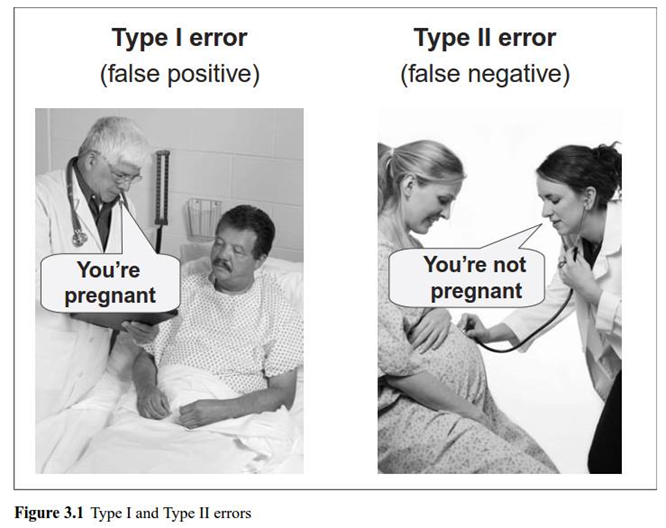 Type I error
(false positive)
Type II error
(false negative)
You're
pregnant
You're not
pregnant
Figure 3.1 Type I and Type II errors